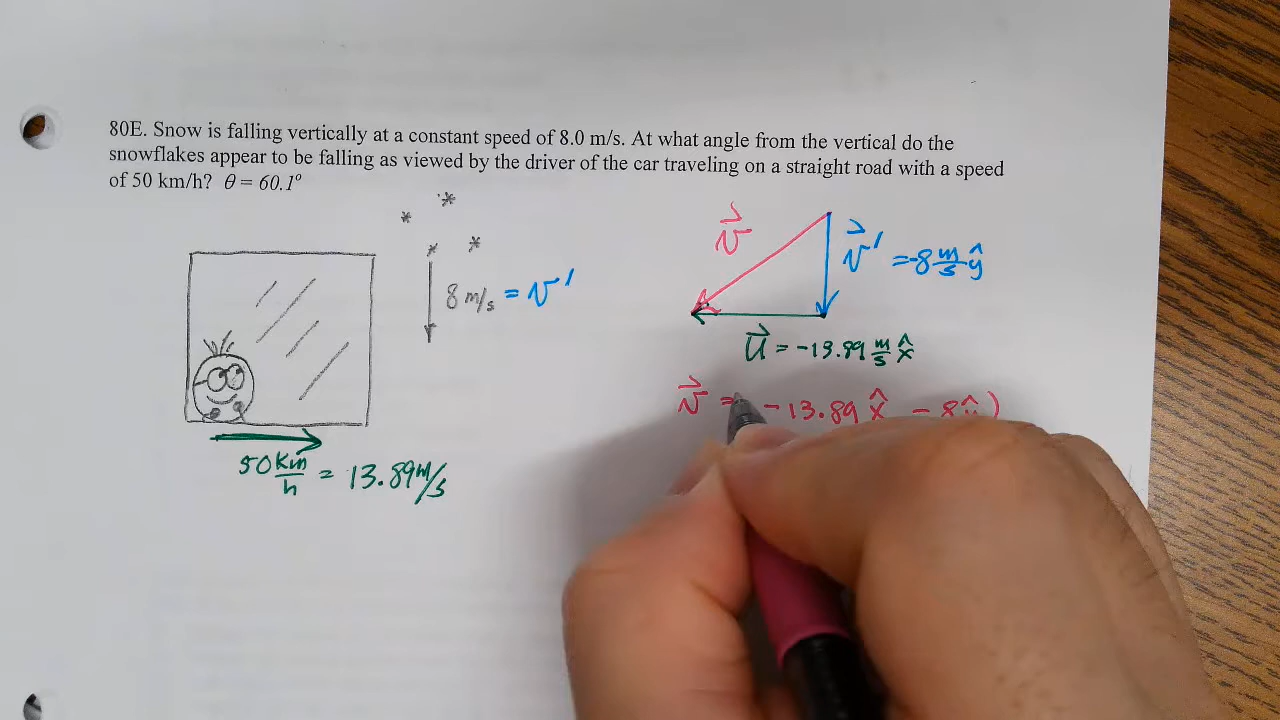 80E. Snow is falling vertically at a constant speed of 8.0 m/s. At what angle from the vertical do the
snowflakes appear to be falling as viewed by the driver of the car traveling on a straight road with a speed
of 50 km/h? θ = 60.1°
8 m/s = v'
50 km/h = 13.89 m/s
v⃗
v⃗' = -8 m/s ŷ
u⃗ = -13.89 m/s x̂
v⃗ = -13.89 x̂ - 8ŷ )